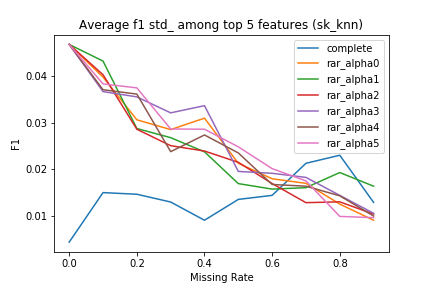 Average f1 std_ among top 5 features (sk_knn)
complete
rar_alpha0
rar_alpha1
rar_alpha2
rar_alpha3
rar_alpha4
rar_alpha5
F1
0.04
0.03
0.02
0.01
0.0 0.2 0.4 0.6 0.8
Missing Rate